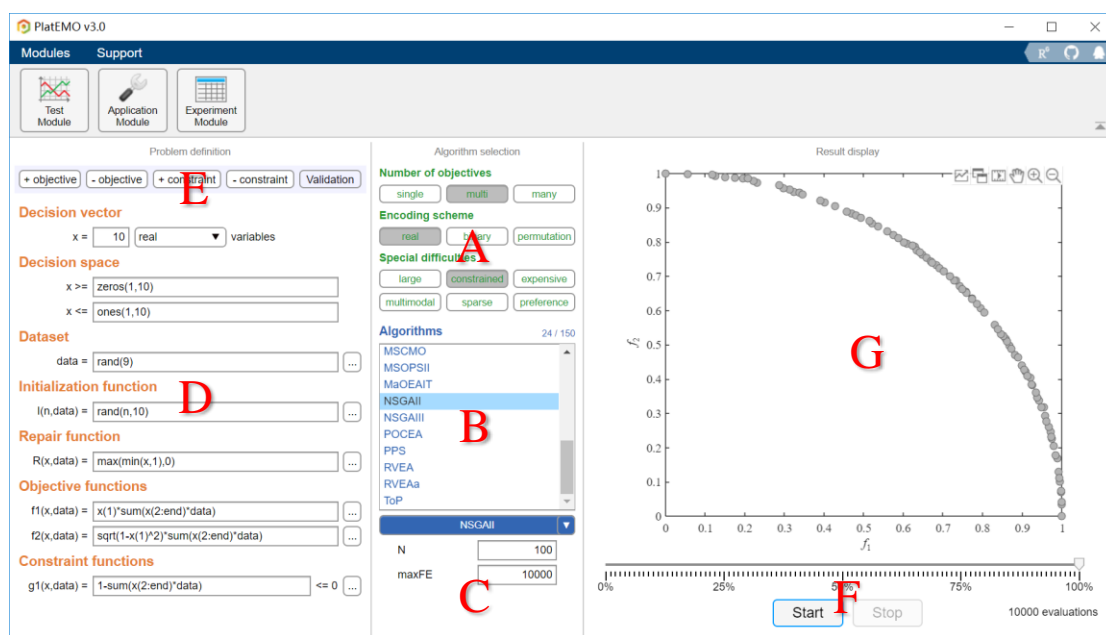 PlatEMO v3.0
Modules Support
R⁶
Test Module
Application Module
Experiment Module
Problem definition
+ objective - objective + constraint - constraint Validation
E
Decision vector
x = 10 real variables
Decision space
x >= zeros(1,10)
x <= ones(1,10)
Dataset
data = rand(9) ...
Initialization function
I(n,data) = rand(n,10) ...
D
Repair function
R(x,data) = max(min(x,1),0) ...
Objective functions
f1(x,data) = x(1)*sum(x(2:end)*data) ...
f2(x,data) = sqrt(1-x(1)^2)*sum(x(2:end)*data) ...
Constraint functions
g1(x,data) = 1-sum(x(2:end)*data) <= 0 ...
Algorithm selection
Number of objectives
single multi many
Encoding scheme
real binary permutation
A
Special difficulties
large constrained expensive
multimodal sparse preference
Algorithms 24 / 150
MSCMO
MSOPSII
MaOEAIT
NSGAII
NSGAIII
B
POCEA
PPS
RVEA
RVEAa
ToP
NSGAII
N 100
maxFE 10000
C
Result display
1
0.9
0.8
0.7
0.6
0.5
0.4
0.3
0.2
0.1
0
f2
G
0 0.1 0.2 0.3 0.4 0.5 0.6 0.7 0.8 0.9 1
f1
0% 25% 50% 75% 100%
F
Start Stop 10000 evaluations